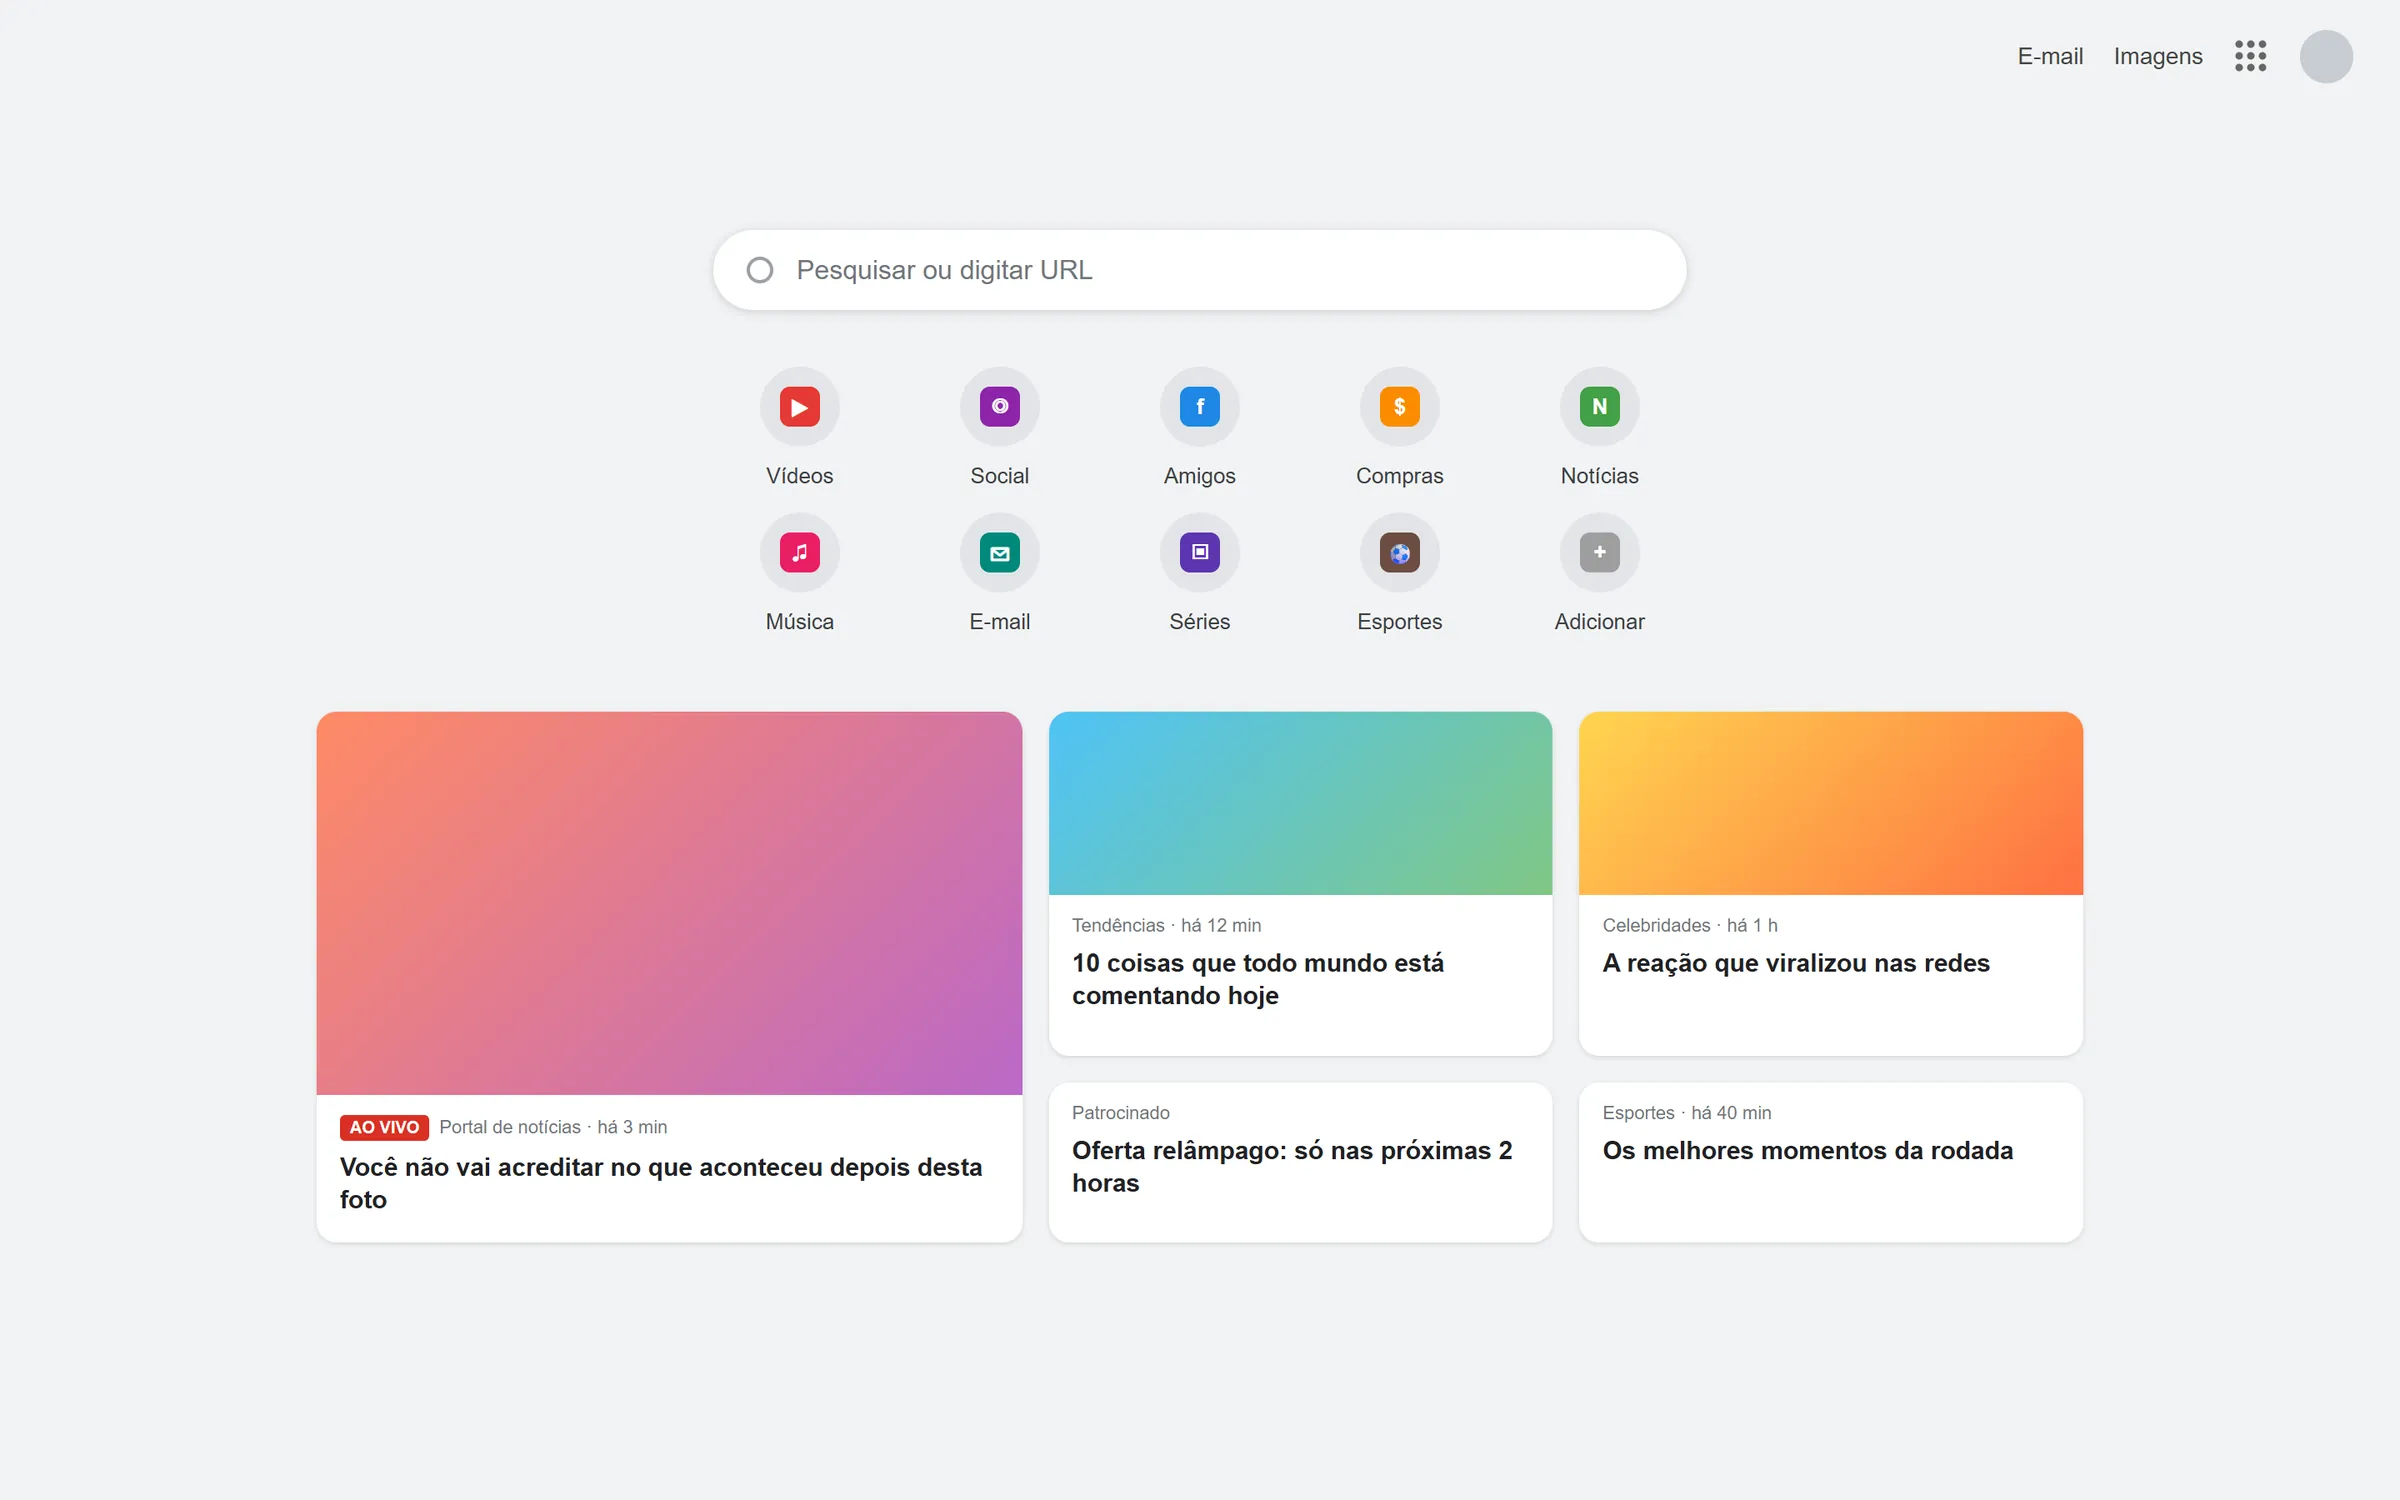 E-mail
Imagens
Pesquisar ou digitar URL
f
$
N
Vídeos
Social
Amigos
Compras
Notícias
Música
E-mail
Séries
Esportes
Adicionar
AO VIVO Portal de notícias · há 3 min
Você não vai acreditar no que aconteceu depois desta
foto
Tendências · há 12 min
10 coisas que todo mundo está
comentando hoje
Celebridades · há 1 h
A reação que viralizou nas redes
Patrocinado
Oferta relâmpago: só nas próximas 2
horas
Esportes · há 40 min
Os melhores momentos da rodada